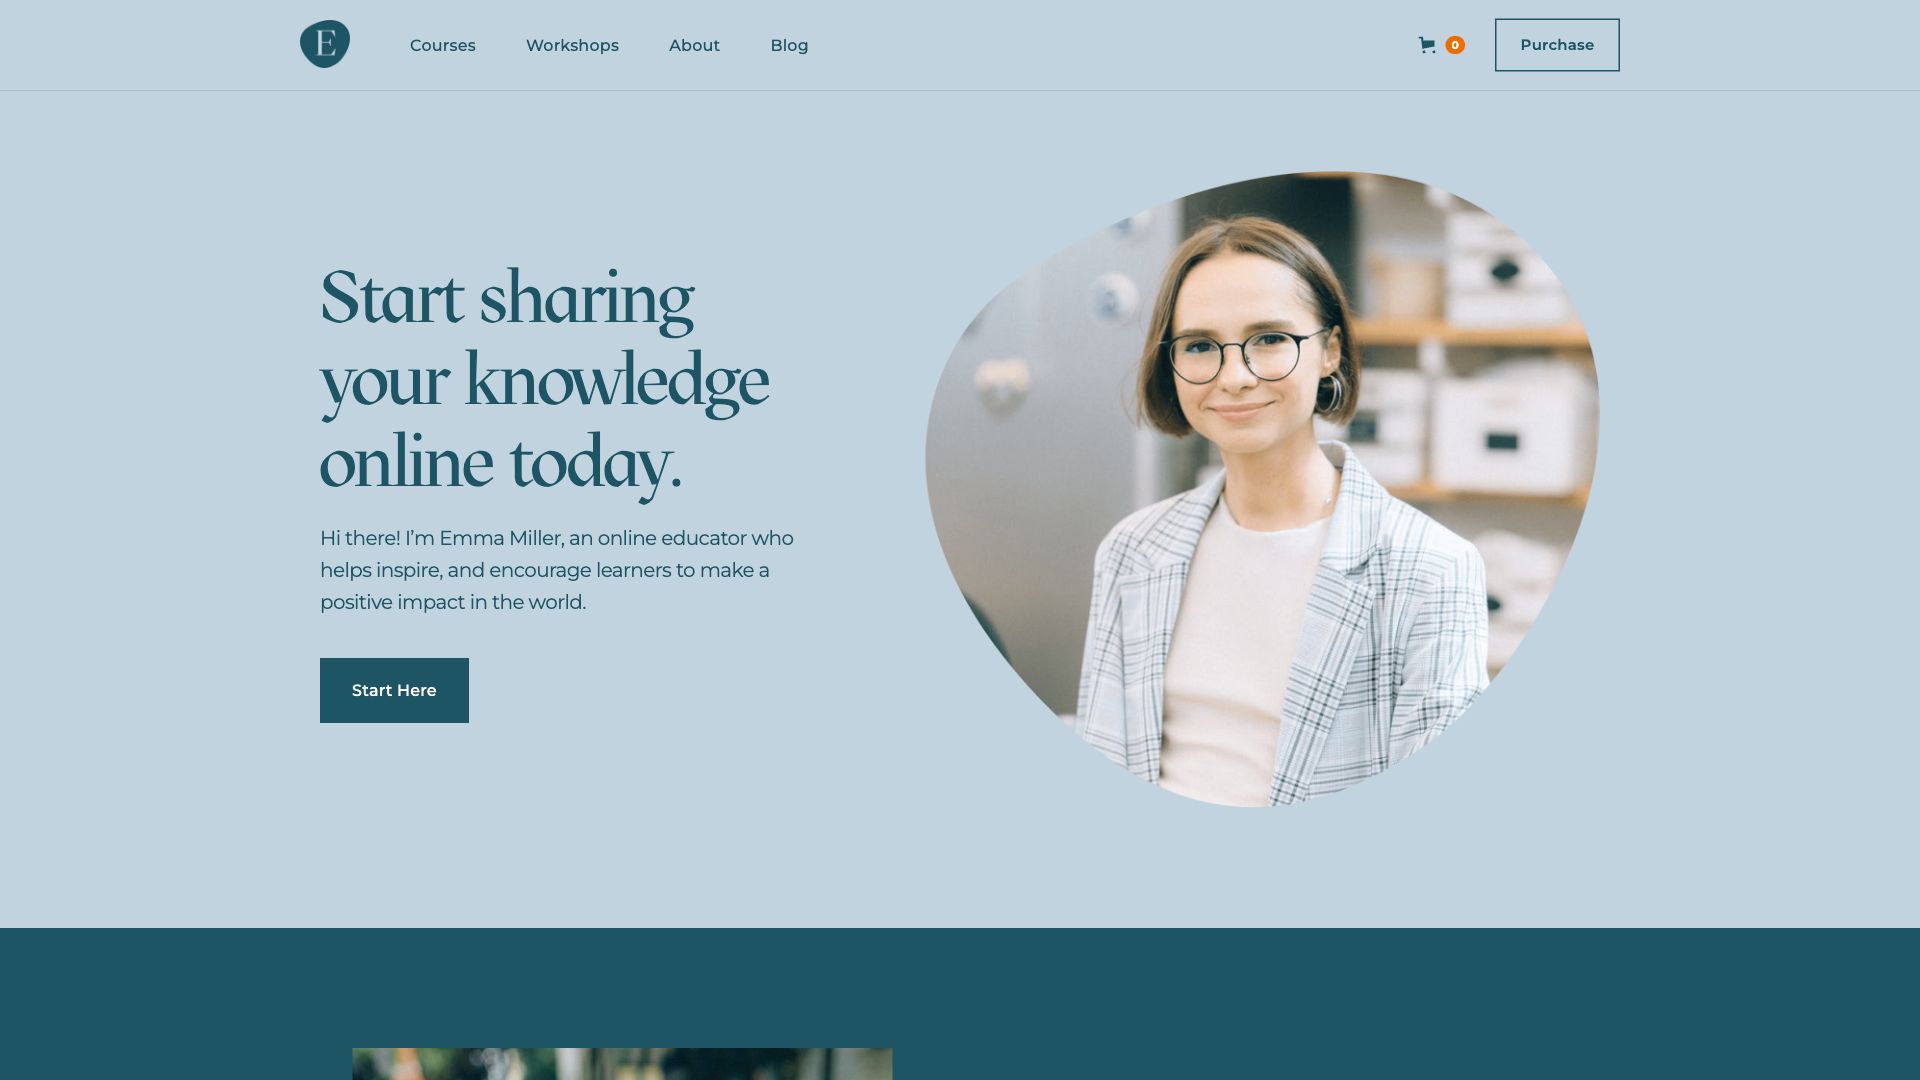 E
Courses
Workshops
About
Blog
0
Purchase
Start sharing
your knowledge
online today.
Hi there! I’m Emma Miller, an online educator who
helps inspire, and encourage learners to make a
positive impact in the world.
Start Here